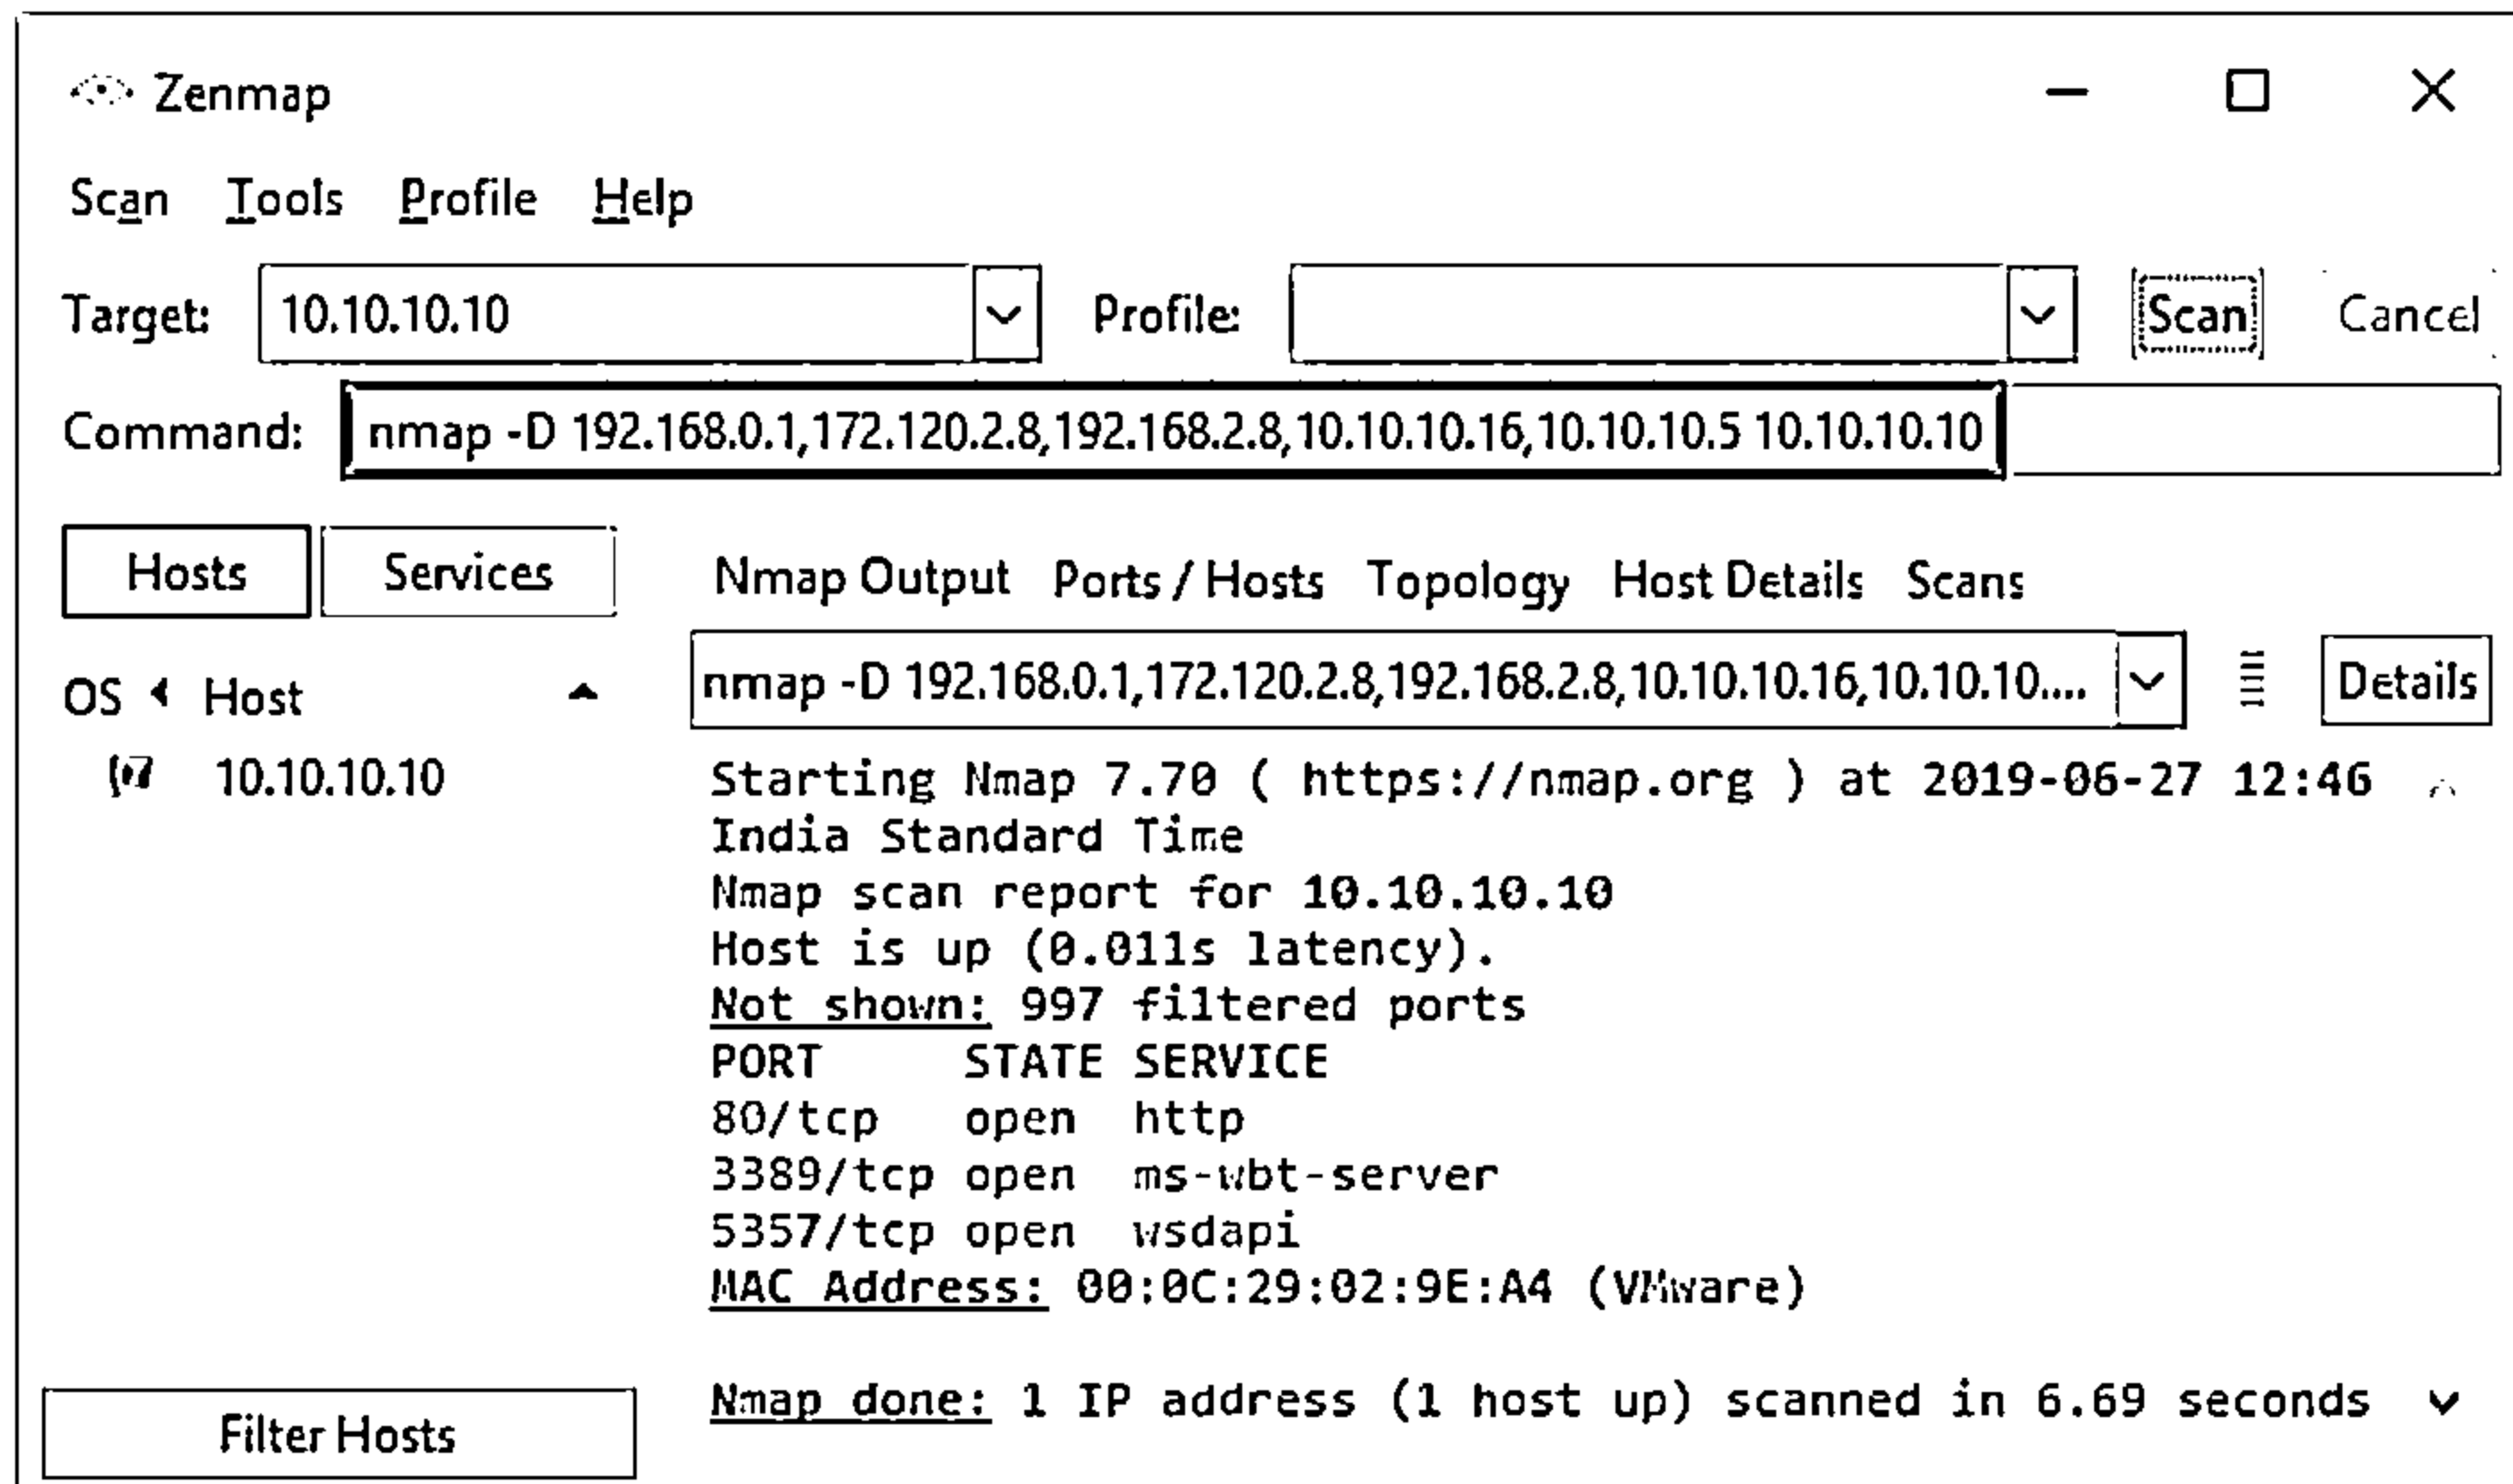 Zenmap
Scan Tools Profile Help
Target: 10.10.10.10 Profile: Scan Cancel
Command: nmap -D 192.168.0.1,172.120.2.8,192.168.2.8,10.10.10.16,10.10.10.5 10.10.10.10
Hosts Services Nmap Output Ports / Hosts Topology Host Details Scans
OS Host nmap -D 192.168.0.1,172.120.2.8,192.168.2.8,10.10.10.16,10.10.10.... Details
10.10.10.10
Starting Nmap 7.70 ( https://nmap.org ) at 2019-06-27 12:46
India Standard Time
Nmap scan report for 10.10.10.10
Host is up (0.011s latency).
Not shown: 997 filtered ports
PORT STATE SERVICE
80/tcp open http
3389/tcp open ms-wbt-server
5357/tcp open wsdapi
MAC Address: 00:0C:29:02:9E:A4 (VMware)
Nmap done: 1 IP address (1 host up) scanned in 6.69 seconds
Filter Hosts